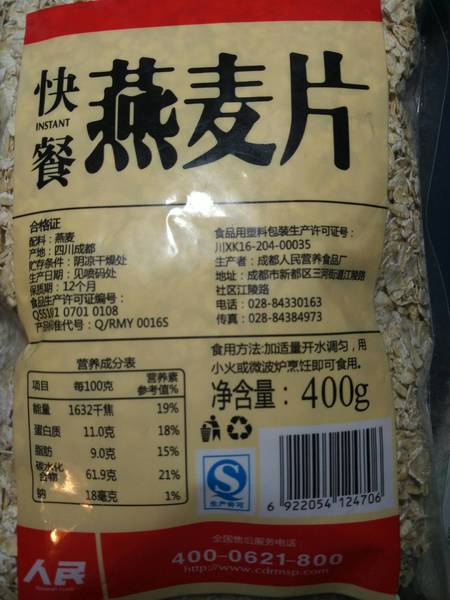 快餐
INSTANT
燕麦片
合格证
配料：燕麦
产地：四川成都
贮存条件：阴凉干燥处
生产日期：见喷码处
保质期：12个月
食品生产许可证编号：
QS5101 0701 0108
产品标准代号：Q/RMY 0016S
食品用塑料包装生产许可证号：
川XK16-204-00035
生产者：成都人民营养食品厂
地址：成都市新都区三河街道江陵路
社区江陵路
电话：028-84330163
传真：028-84384973
营养成分表
项目 每100克 营养素参考值%
能量 1632千焦 19%
蛋白质 11.0克 18%
脂肪 9.0克 15%
碳水化合物 61.9克 21%
钠 18毫克 1%
食用方法:加适量开水调匀，用
小火或微波炉烹饪即可食用。
净含量：400g
生产许可
6 922054 124706
人民
全国售后服务电话：
400-0621-800
http://www.cdrmsp.com